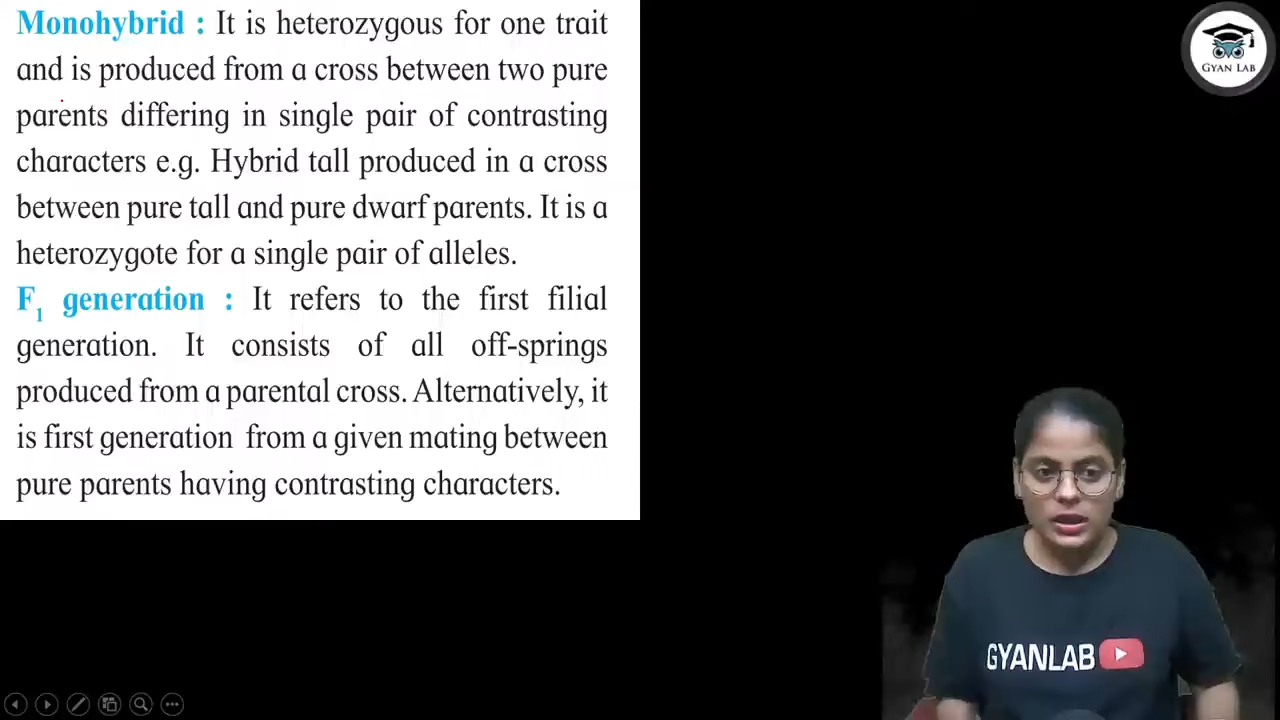 Monohybrid : It is heterozygous for one trait
and is produced from a cross between two pure
parents differing in single pair of contrasting
characters e.g. Hybrid tall produced in a cross
between pure tall and pure dwarf parents. It is a
heterozygote for a single pair of alleles.
F1 generation : It refers to the first filial
generation. It consists of all off-springs
produced from a parental cross. Alternatively, it
is first generation from a given mating between
pure parents having contrasting characters.
GYAN LAB
GYANLAB